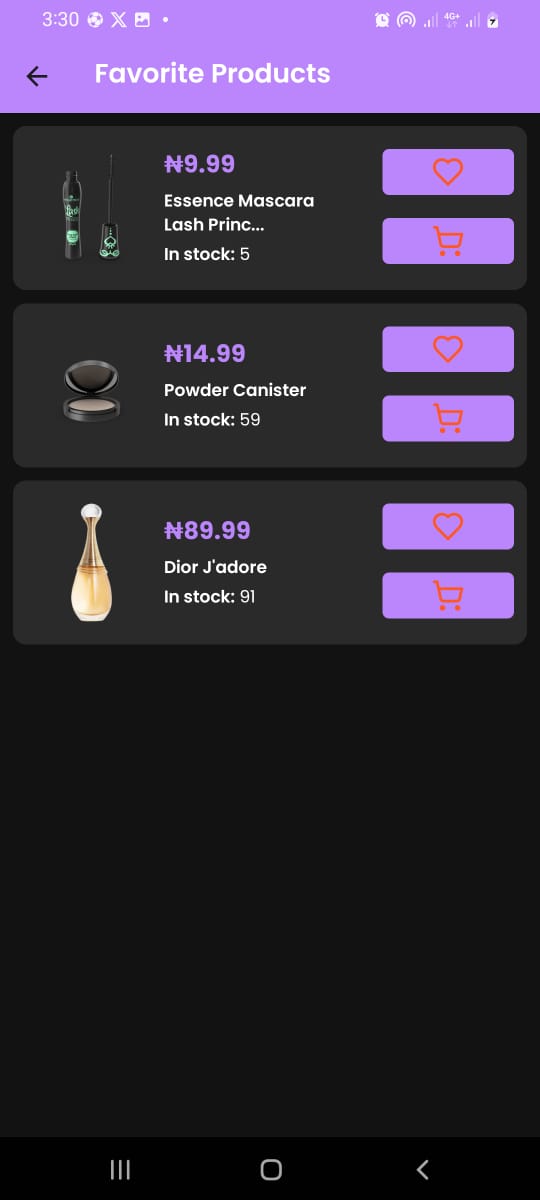 3:30
4G+
Favorite Products
₦9.99
Essence Mascara
Lash Princ...
In stock: 5
₦14.99
Powder Canister
In stock: 59
₦89.99
Dior J'adore
In stock: 91